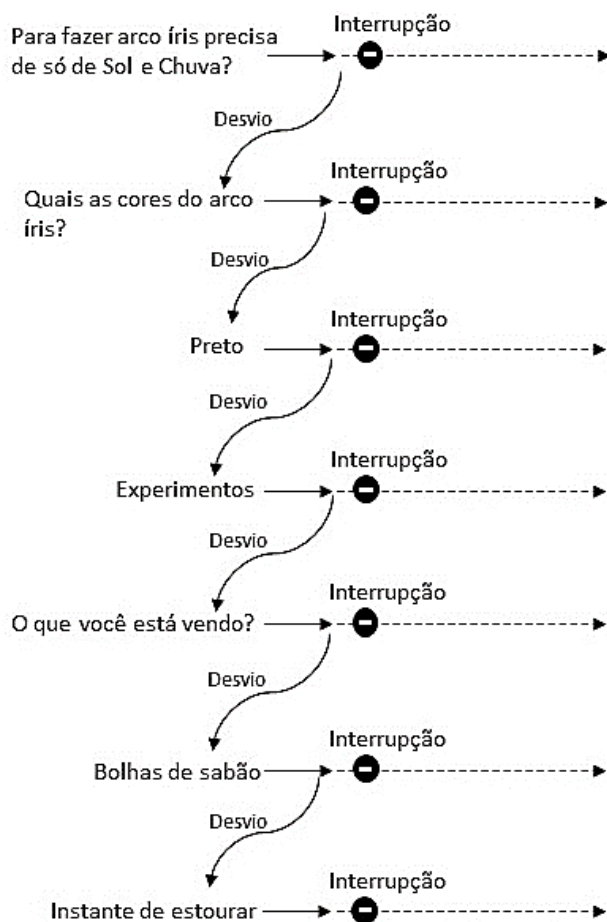 Interrupção
Para fazer arco íris precisa
de só de Sol e Chuva?
Desvio
Interrupção
Quais as cores do arco
íris?
Desvio
Interrupção
Preto
Desvio
Interrupção
Experimentos
Desvio
Interrupção
O que você está vendo?
Desvio
Interrupção
Bolhas de sabão
Desvio
Interrupção
Instante de estourar